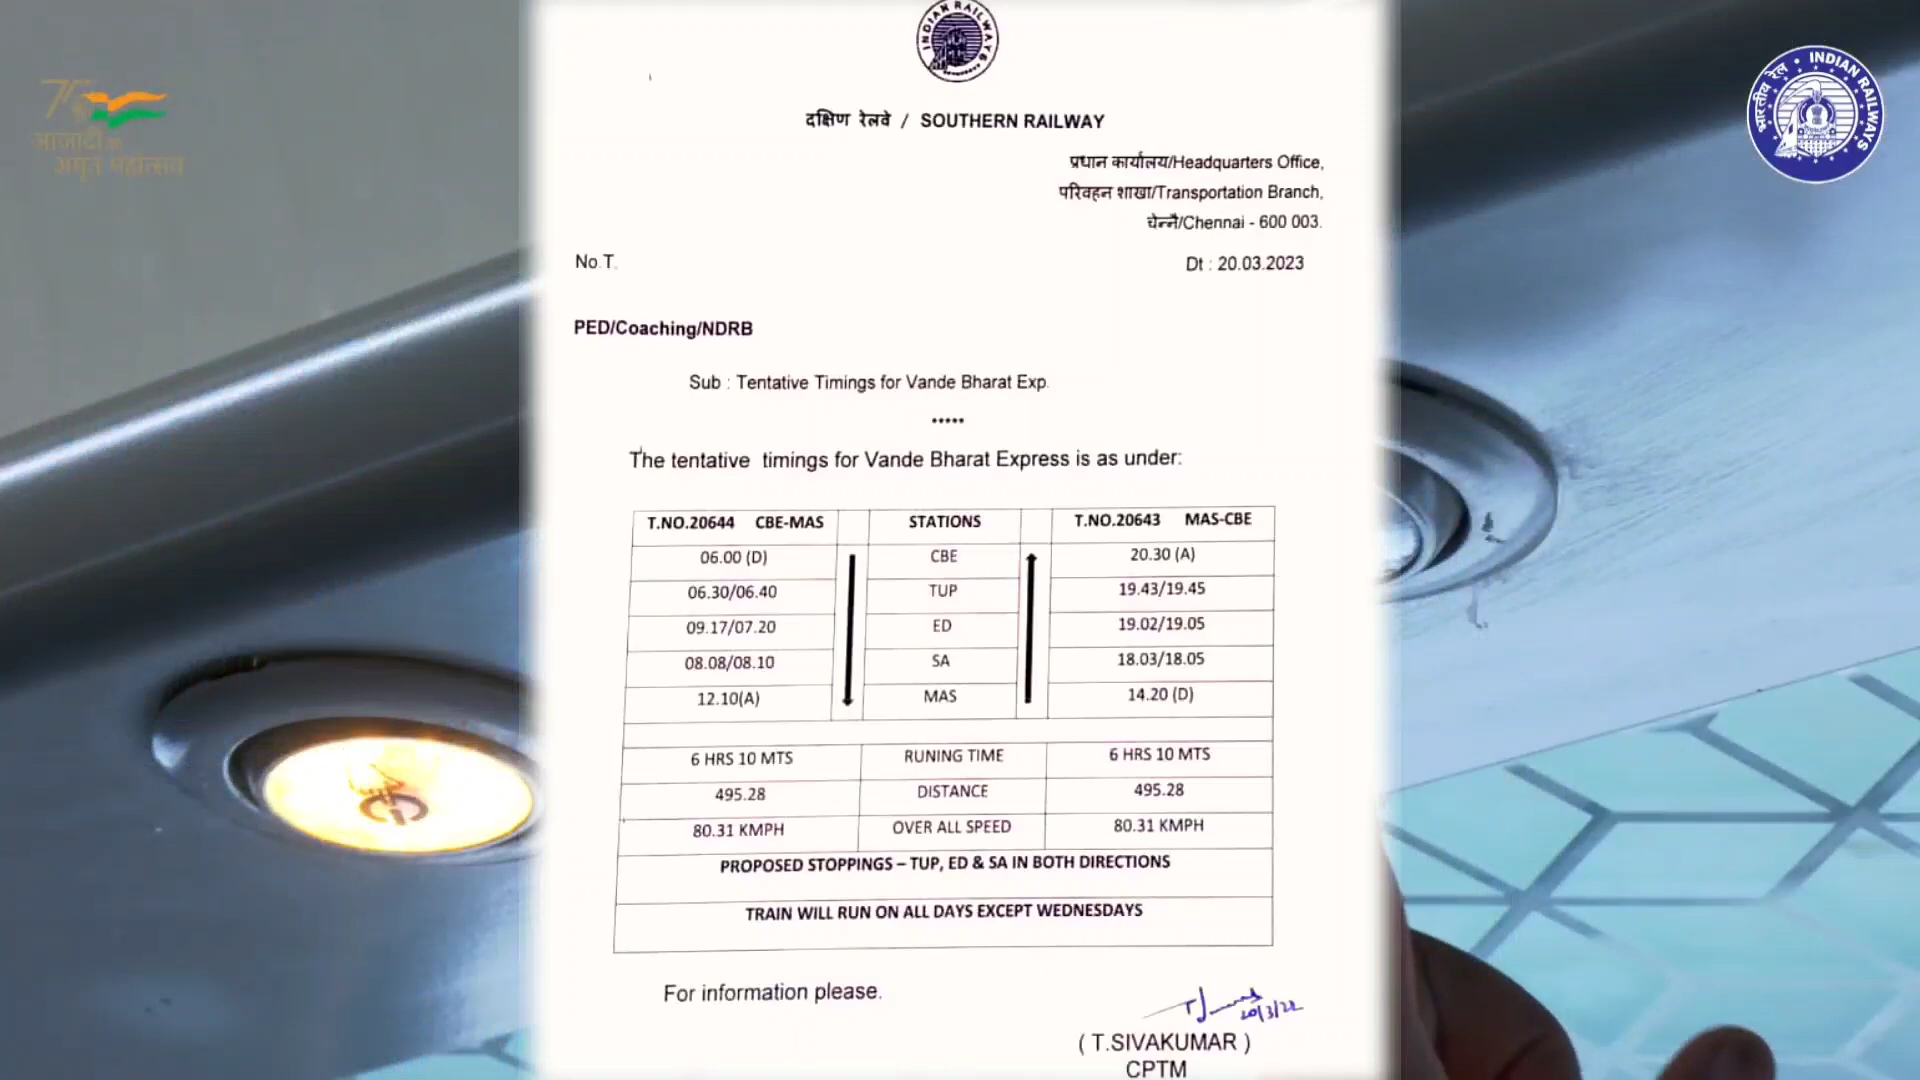 INDIAN RAILWAYS
आजादी का
अमृत महोत्सव
भारतीय रेल • INDIAN RAILWAYS
दक्षिण रेलवे / SOUTHERN RAILWAY
प्रधान कार्यालय/Headquarters Office,
परिवहन शाखा/Transportation Branch,
चेन्नै/Chennai - 600 003.
No.T.
Dt : 20.03.2023
PED/Coaching/NDRB
Sub : Tentative Timings for Vande Bharat Exp.
*****
The tentative timings for Vande Bharat Express is as under:
T.NO.20644 CBE-MAS STATIONS T.NO.20643 MAS-CBE
06.00 (D) CBE 20.30 (A)
06.30/06.40 TUP 19.43/19.45
09.17/07.20 ED 19.02/19.05
08.08/08.10 SA 18.03/18.05
12.10(A) MAS 14.20 (D)
6 HRS 10 MTS RUNING TIME 6 HRS 10 MTS
495.28 DISTANCE 495.28
80.31 KMPH OVER ALL SPEED 80.31 KMPH
PROPOSED STOPPINGS – TUP, ED & SA IN BOTH DIRECTIONS
TRAIN WILL RUN ON ALL DAYS EXCEPT WEDNESDAYS
For information please.
( T.SIVAKUMAR )
CPTM